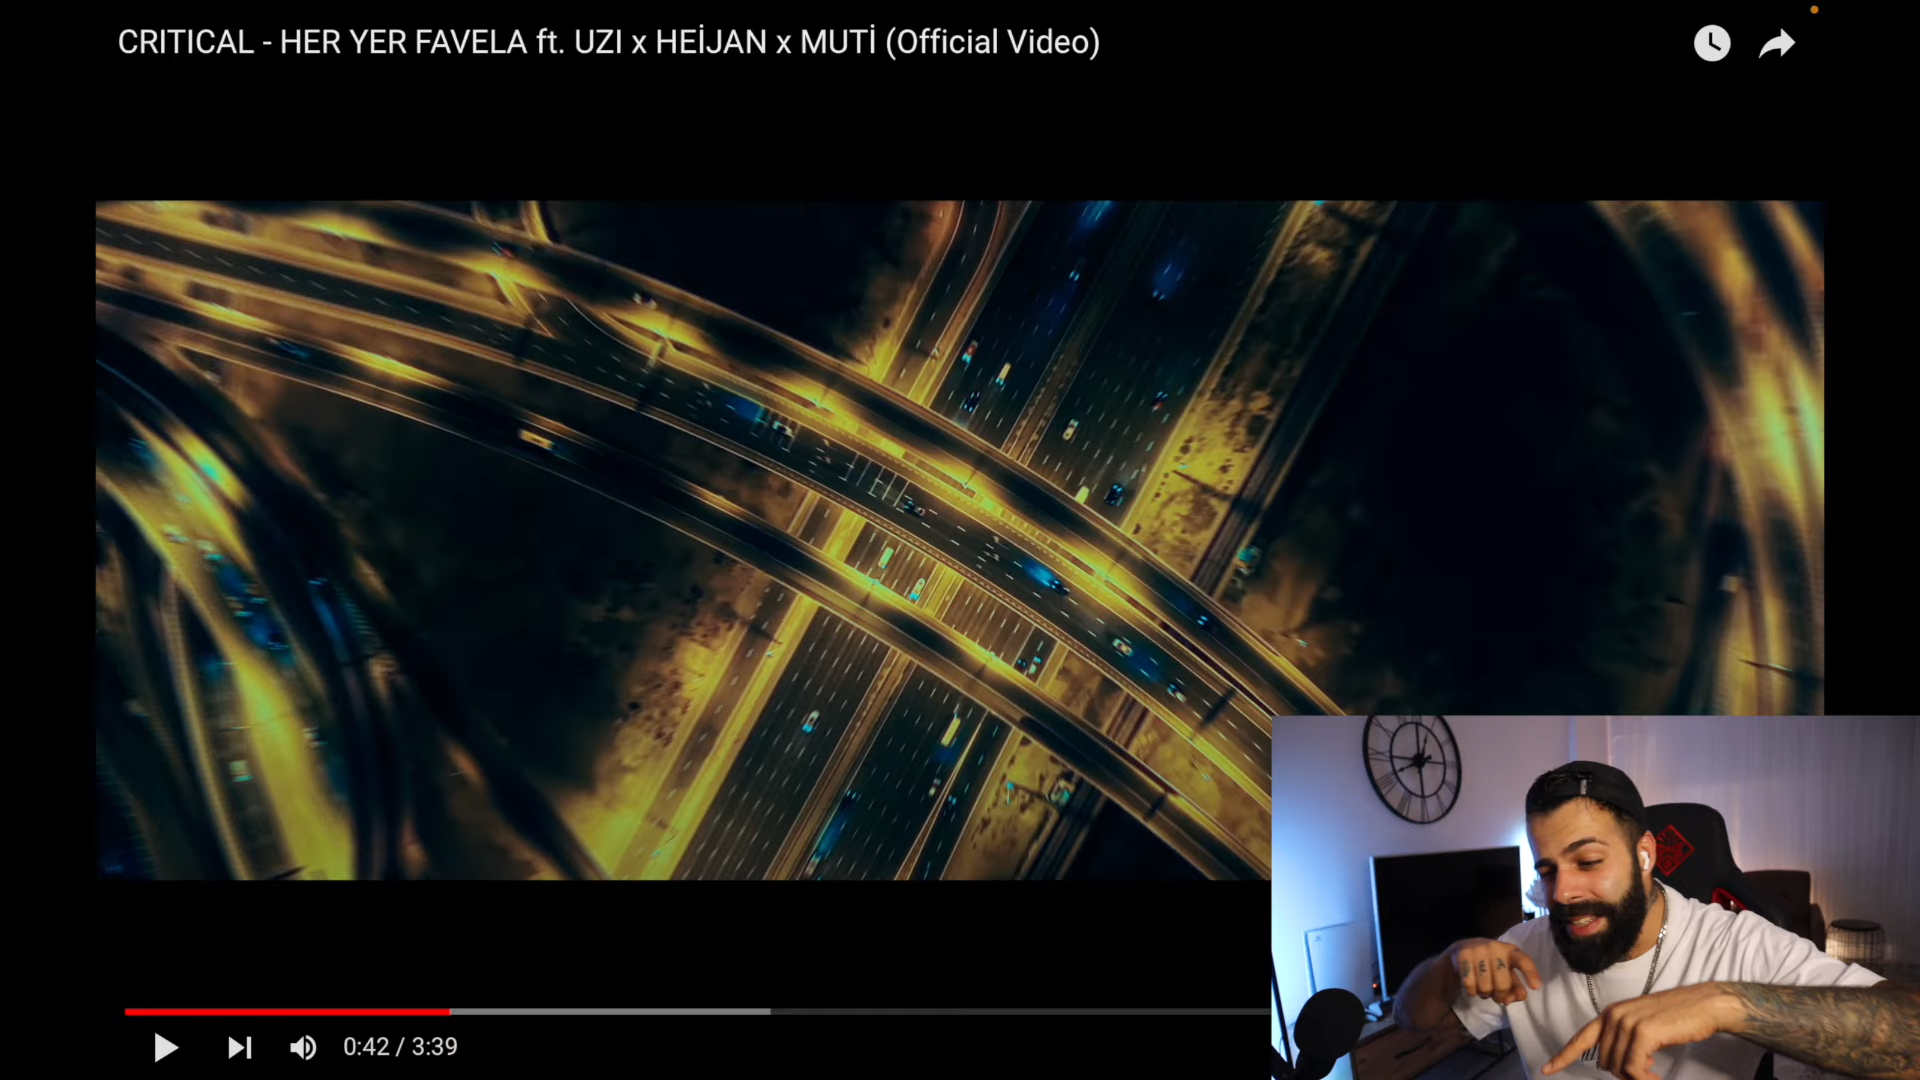 CRITICAL - HER YER FAVELA ft. UZI x HEİJAN x MUTİ (Official Video)
0:42 / 3:39